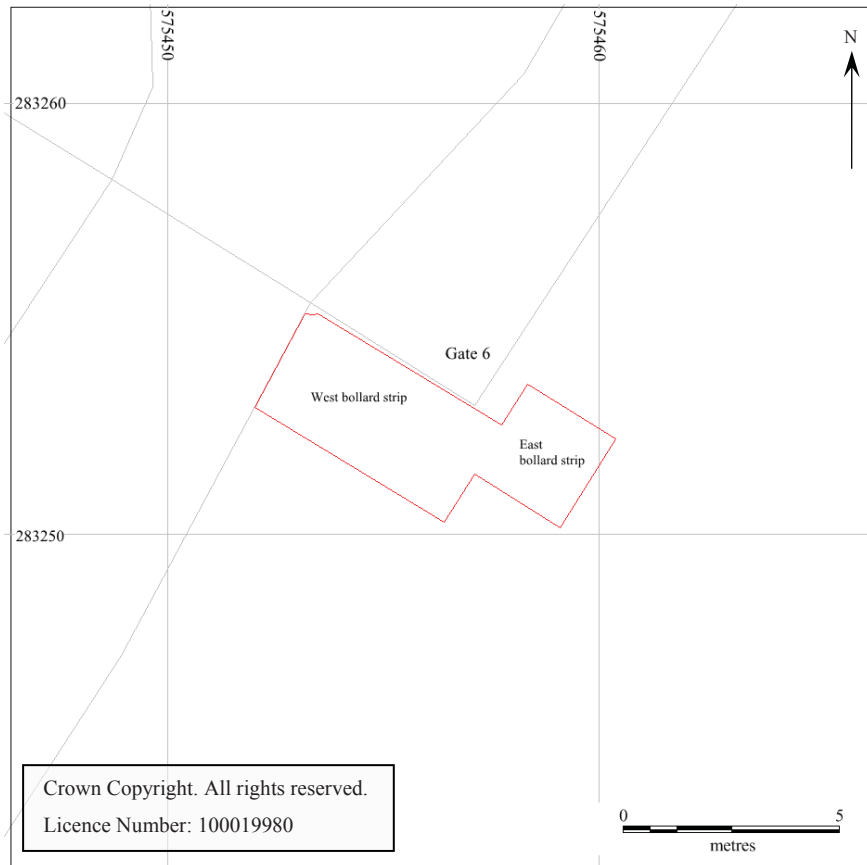 575450
575460
N
283260
Gate 6
West bollard strip
East
bollard strip
283250
Crown Copyright. All rights reserved.
Licence Number: 100019980
0 5
metres